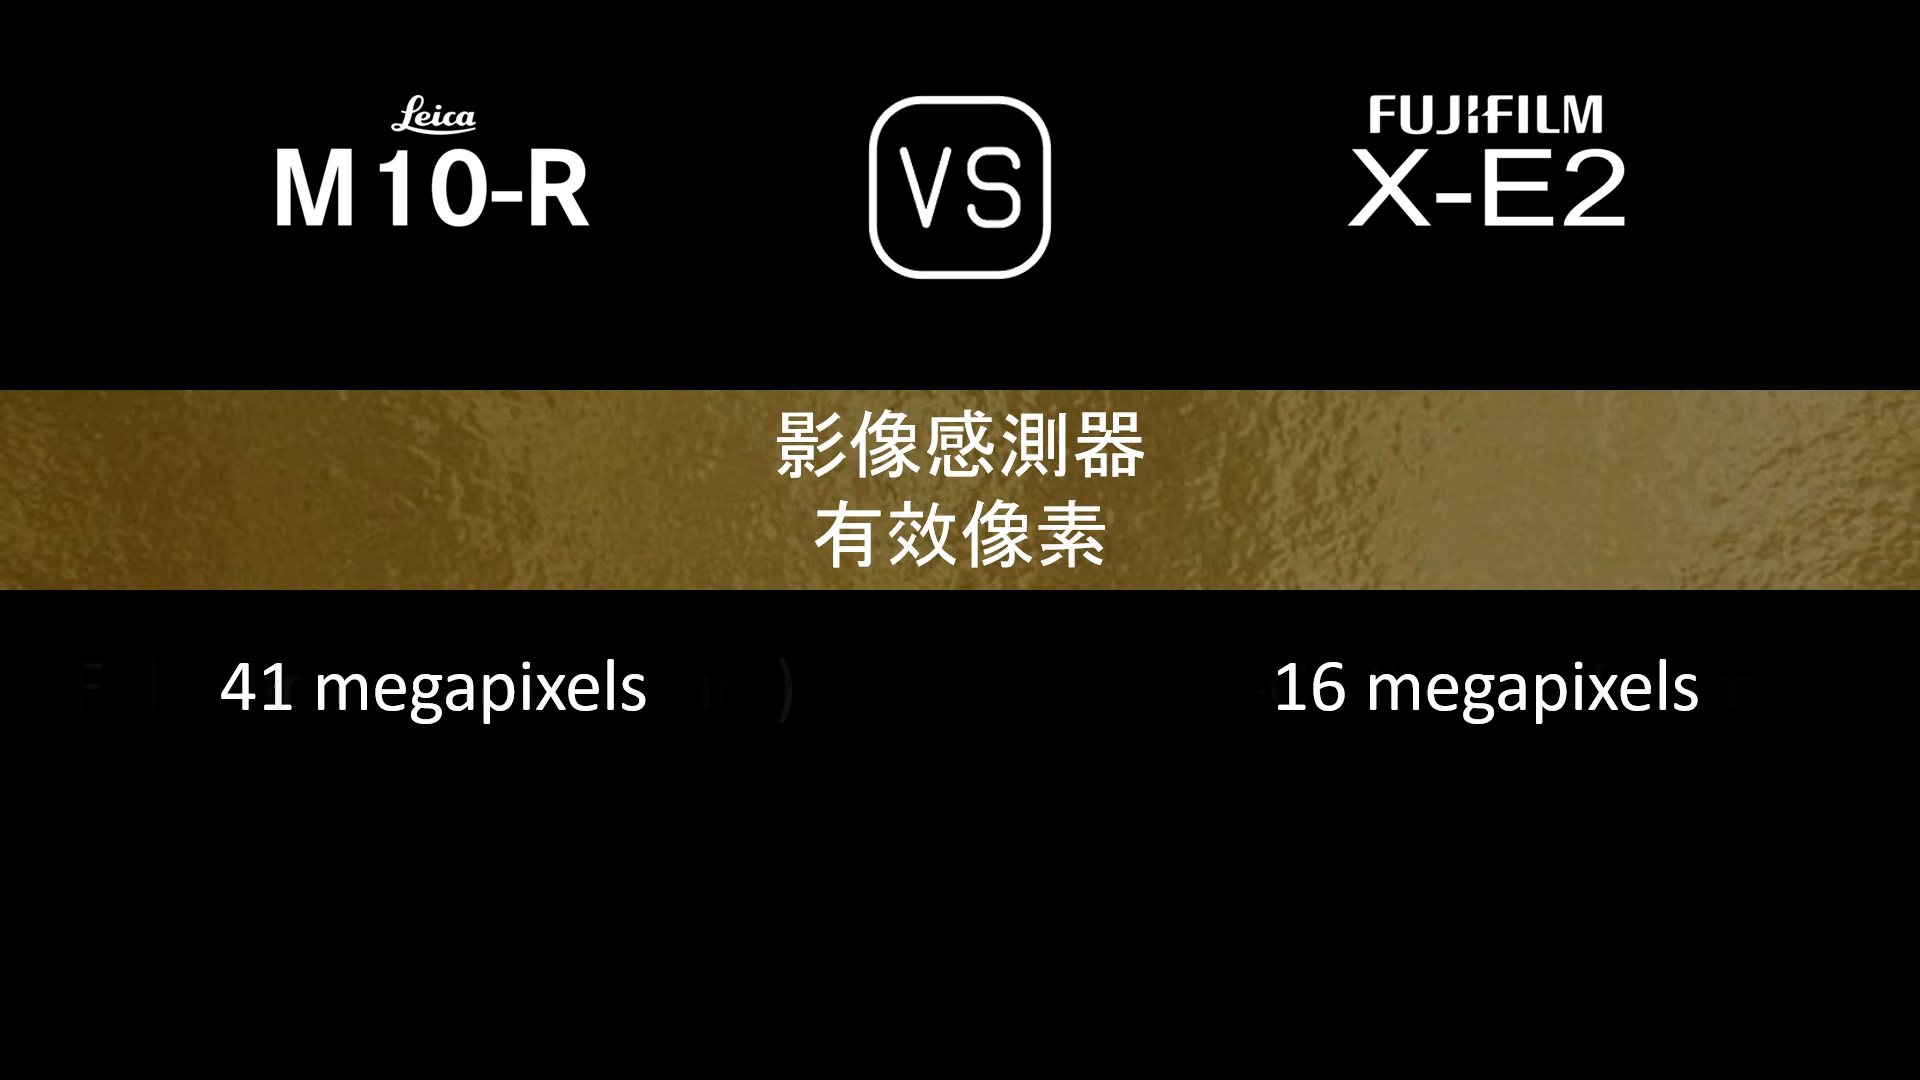 Leica
M10-R
VS
FUJIFILM
X-E2
影像感測器
有效像素
41 megapixels
16 megapixels